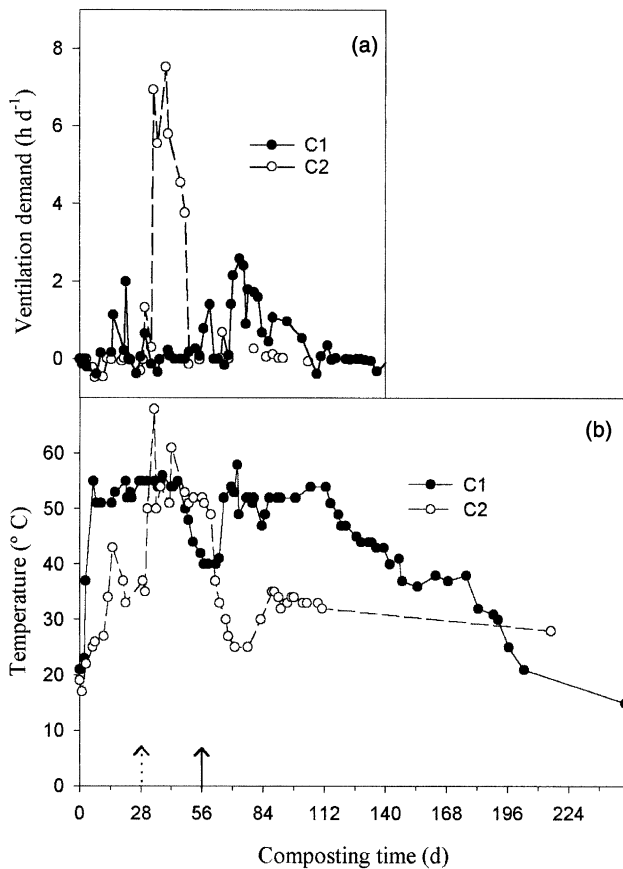 (a)
8
6
4
2
0
Ventilation demand (h d⁻¹)
C1
C2
(b)
60
50
40
30
20
10
0
Temperature (° C)
C1
C2
0 28 56 84 112 140 168 196 224
Composting time (d)